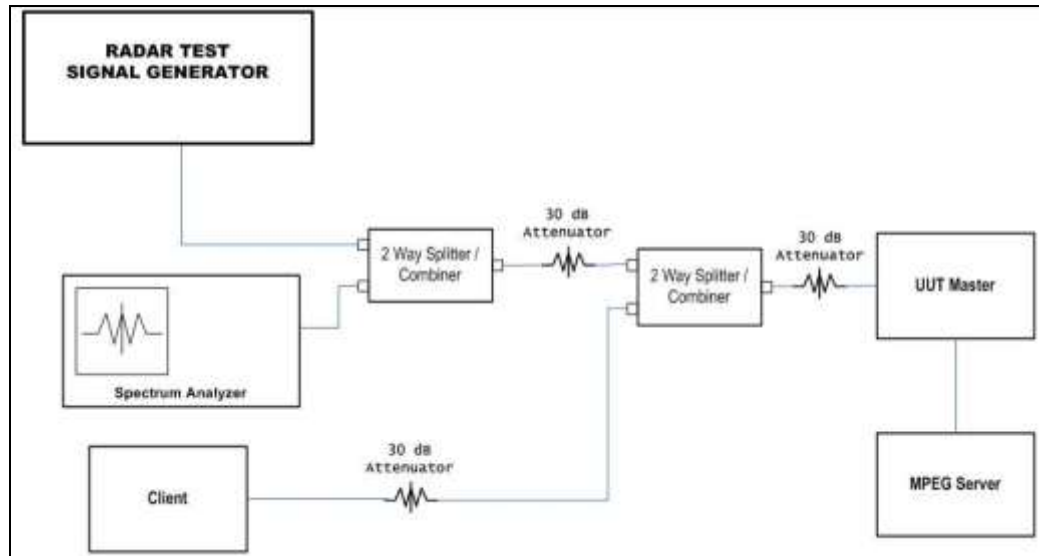 RADAR TEST
SIGNAL GENERATOR
30 dB
Attenuator
2 Way Splitter /
Combiner
30 dB
Attenuator
2 Way Splitter /
Combiner
UUT Master
Spectrum Analyzer
30 dB
Attenuator
Client
MPEG Server